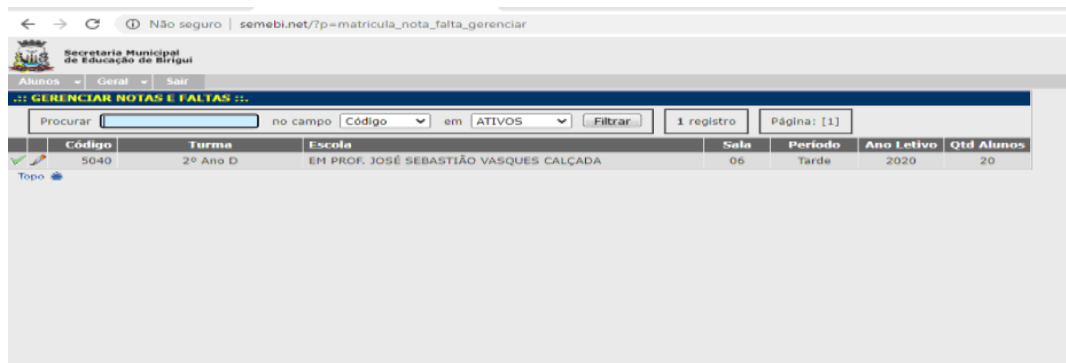 Não seguro | semebi.net/?p=matricula_nota_falta_gerenciar
Secretaria Municipal
de Educação de Birigui
Alunos Geral Sair
.:: GERENCIAR NOTAS E FALTAS ::.
Procurar no campo Código em ATIVOS Filtrar 1 registro Página: [1]
Código Turma Escola Sala Período Ano Letivo Qtd Alunos
5040 2º Ano D EM PROF. JOSÉ SEBASTIÃO VASQUES CALÇADA 06 Tarde 2020 20
Topo